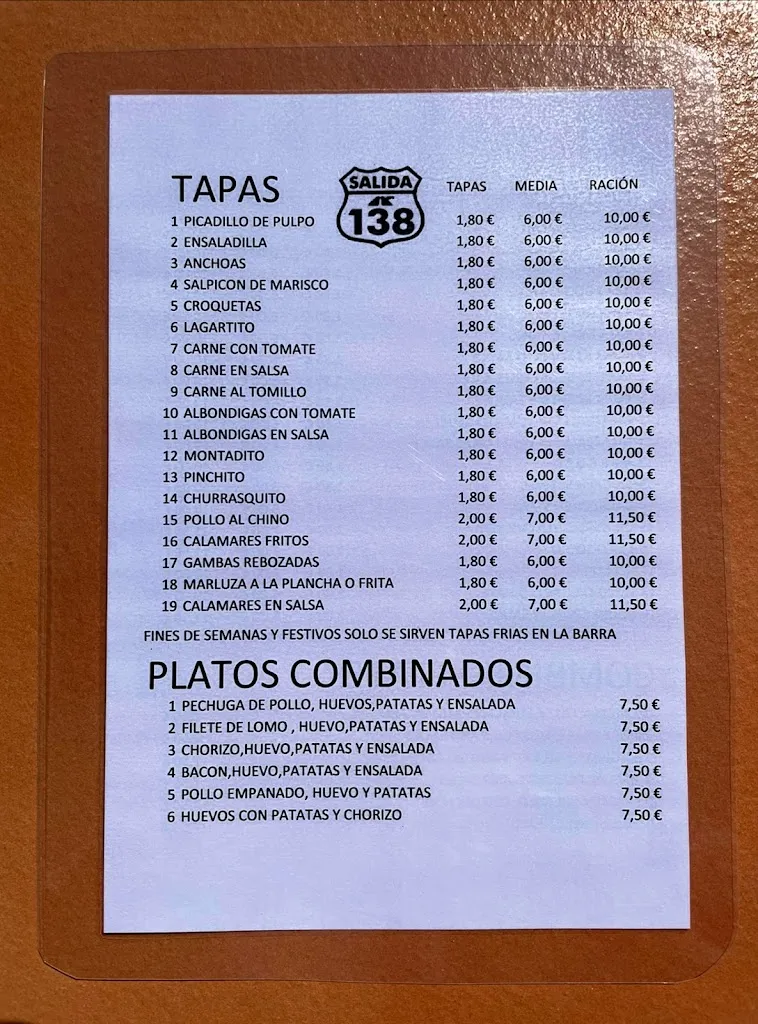 TAPAS SALIDA 138 TAPAS MEDIA RACIÓN
1 PICADILLO DE PULPO 1,80 € 6,00 € 10,00 €
2 ENSALADILLA 1,80 € 6,00 € 10,00 €
3 ANCHOAS 1,80 € 6,00 € 10,00 €
4 SALPICON DE MARISCO 1,80 € 6,00 € 10,00 €
5 CROQUETAS 1,80 € 6,00 € 10,00 €
6 LAGARTITO 1,80 € 6,00 € 10,00 €
7 CARNE CON TOMATE 1,80 € 6,00 € 10,00 €
8 CARNE EN SALSA 1,80 € 6,00 € 10,00 €
9 CARNE AL TOMILLO 1,80 € 6,00 € 10,00 €
10 ALBONDIGAS CON TOMATE 1,80 € 6,00 € 10,00 €
11 ALBONDIGAS EN SALSA 1,80 € 6,00 € 10,00 €
12 MONTADITO 1,80 € 6,00 € 10,00 €
13 PINCHITO 1,80 € 6,00 € 10,00 €
14 CHURRASQUITO 1,80 € 6,00 € 10,00 €
15 POLLO AL CHINO 2,00 € 7,00 € 11,50 €
16 CALAMARES FRITOS 2,00 € 7,00 € 11,50 €
17 GAMBAS REBOZADAS 1,80 € 6,00 € 10,00 €
18 MARLUZA A LA PLANCHA O FRITA 1,80 € 6,00 € 10,00 €
19 CALAMARES EN SALSA 2,00 € 7,00 € 11,50 €
FINES DE SEMANAS Y FESTIVOS SOLO SE SIRVEN TAPAS FRIAS EN LA BARRA
PLATOS COMBINADOS
1 PECHUGA DE POLLO, HUEVOS,PATATAS Y ENSALADA 7,50 €
2 FILETE DE LOMO , HUEVO,PATATAS Y ENSALADA 7,50 €
3 CHORIZO,HUEVO,PATATAS Y ENSALADA 7,50 €
4 BACON,HUEVO,PATATAS Y ENSALADA 7,50 €
5 POLLO EMPANADO, HUEVO Y PATATAS 7,50 €
6 HUEVOS CON PATATAS Y CHORIZO 7,50 €